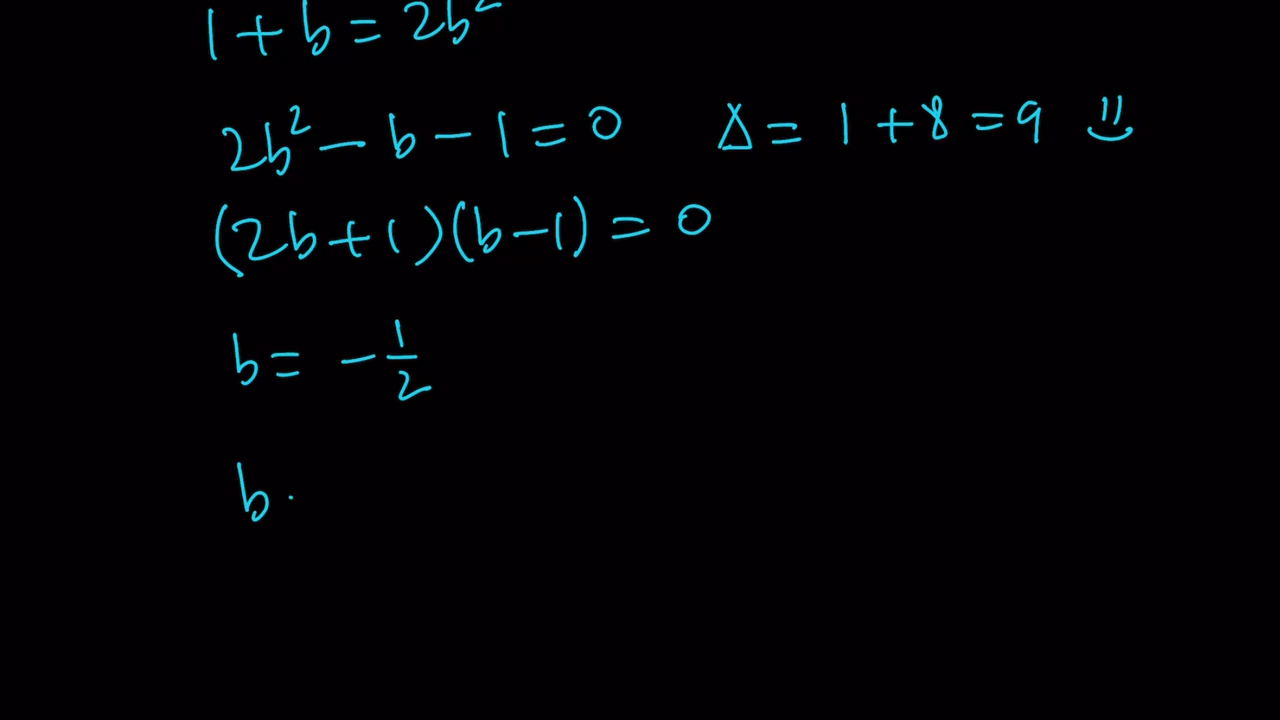 1 + b = 2b²
2b² - b - 1 = 0 Δ = 1 + 8 = 9 :)
(2b + 1)(b - 1) = 0
b = - 1/2
b